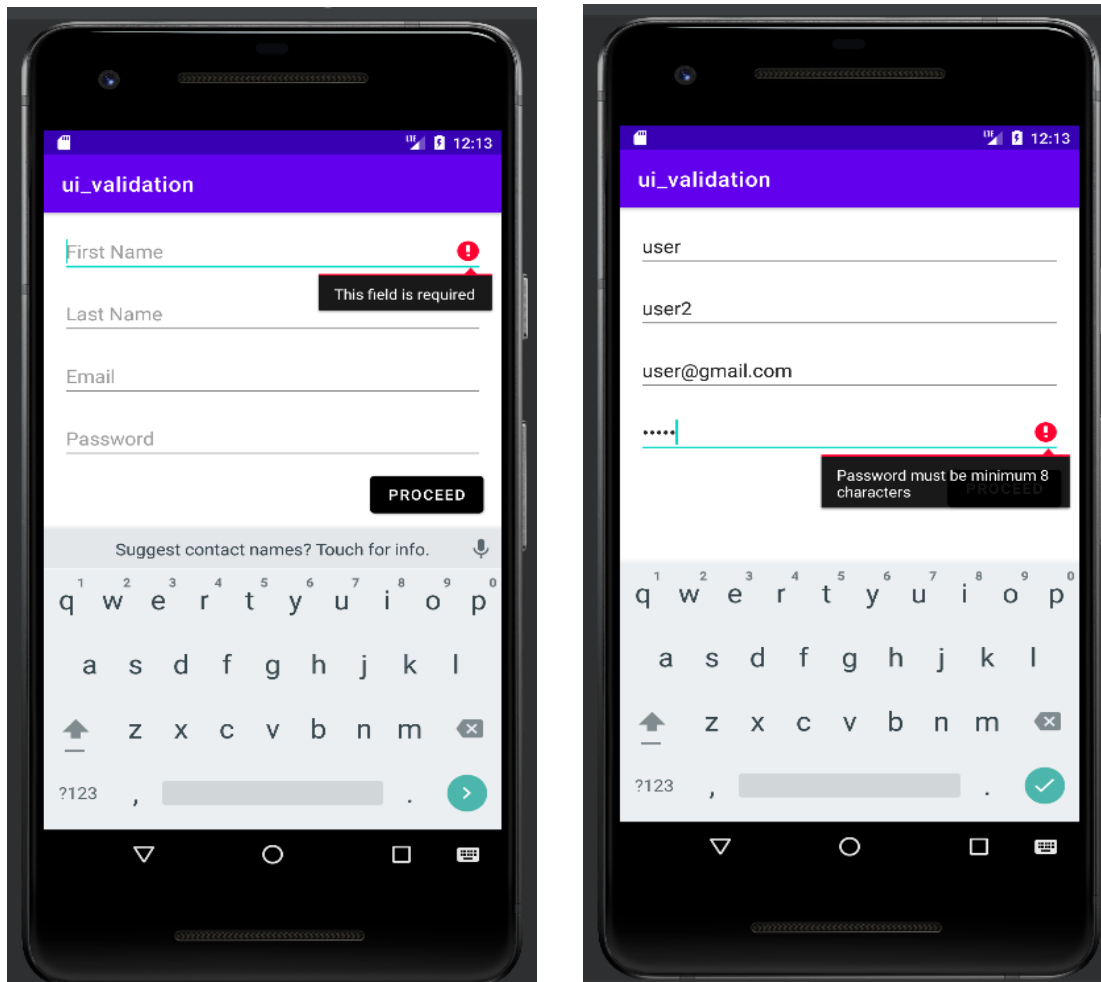 LTE 12:13
ui_validation
First Name
This field is required
Last Name
Email
Password
PROCEED
Suggest contact names? Touch for info.
1 2 3 4 5 6 7 8 9 0
q w e r t y u i o p
a s d f g h j k l
z x c v b n m
?123 , .
LTE 12:13
ui_validation
user
user2
user@gmail.com
•••••
Password must be minimum 8
characters
PROCEED
1 2 3 4 5 6 7 8 9 0
q w e r t y u i o p
a s d f g h j k l
z x c v b n m
?123 , .